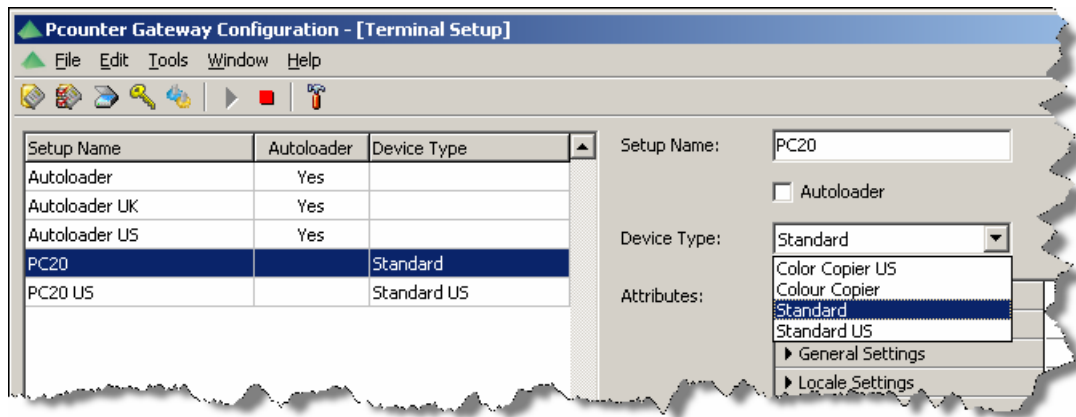 Pcounter Gateway Configuration - [Terminal Setup]
File Edit Tools Window Help
Setup Name Autoloader Device Type
Autoloader Yes
Autoloader UK Yes
Autoloader US Yes
PC20 Standard
PC20 US Standard US
Setup Name: PC20
Autoloader
Device Type: Standard
Color Copier US
Colour Copier
Standard
Standard US
Attributes:
General Settings
Locale Settings